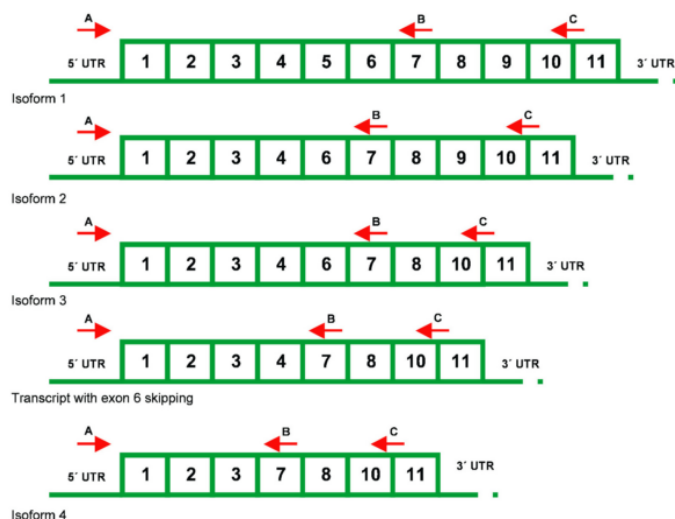 A B C
5´ UTR 1 2 3 4 5 6 7 8 9 10 11 3´ UTR
Isoform 1
A B C
5´ UTR 1 2 3 4 6 7 8 9 10 11 3´ UTR
Isoform 2
A B C
5´ UTR 1 2 3 4 6 7 8 10 11 3´ UTR
Isoform 3
A B C
5´ UTR 1 2 3 4 7 8 10 11 3´ UTR
Transcript with exon 6 skipping
A B C
5´ UTR 1 2 3 7 8 10 11 3´ UTR
Isoform 4